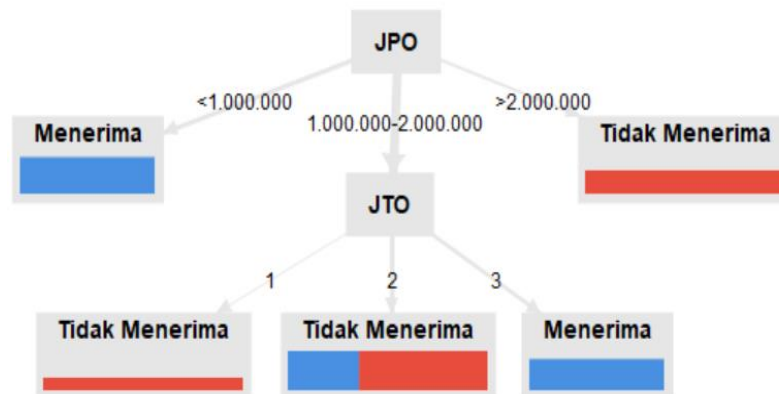 JPO
<1.000.000
>2.000.000
1.000.000-2.000.000
Menerima
Tidak Menerima
JTO
1
2
3
Tidak Menerima
Tidak Menerima
Menerima